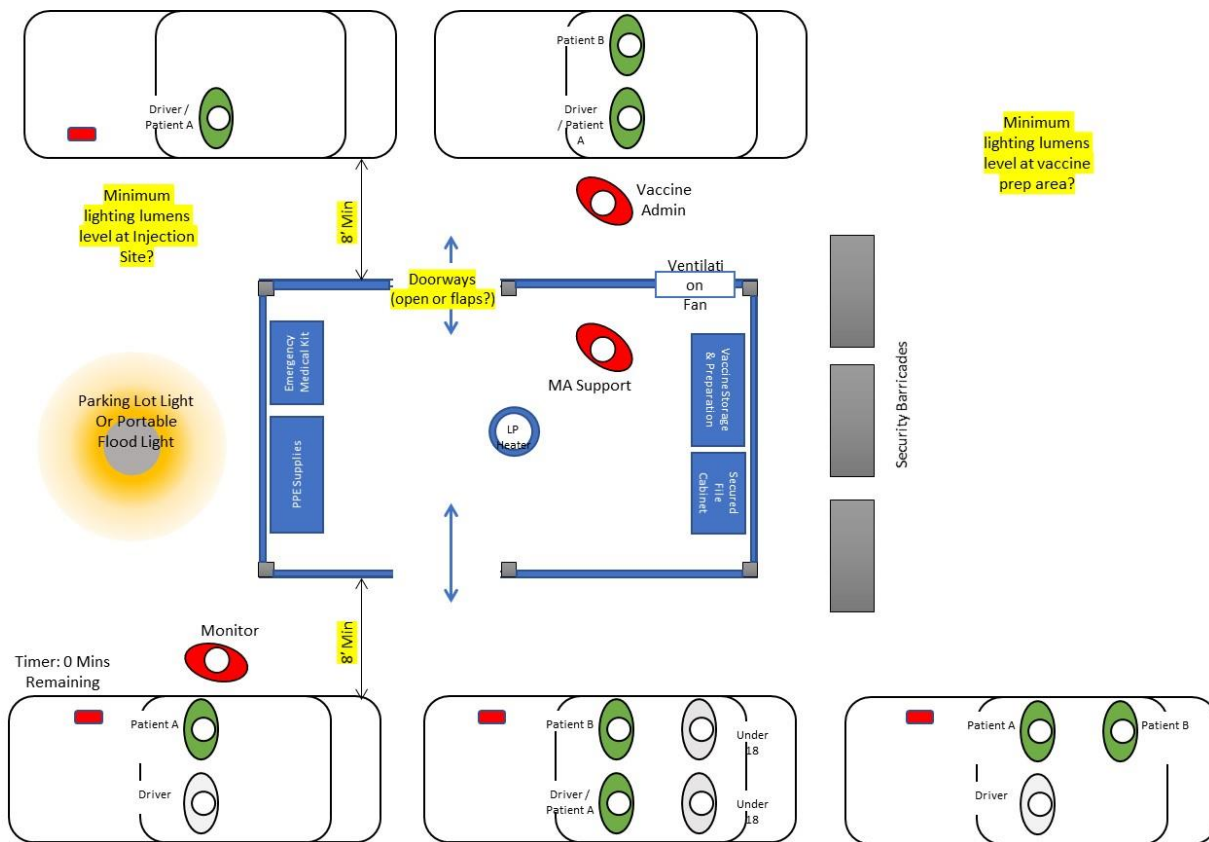 Patient B
Driver /
Patient A
Driver
/ Patient
A
Minimum
lighting lumens
level at vaccine
prep area?
Minimum
lighting lumens
level at Injection
Site?
8' Min
Vaccine
Admin
Doorways
(open or flaps?)
Ventilati
on
Fan
Emergency
Medical Kit
MA Support
Vaccine Storage
& Preparation
Security Barricades
Parking Lot Light
Or Portable
Flood Light
LP
Heater
PPE Supplies
Secured
File
Cabinet
8' Min
Monitor
Timer: 0 Mins
Remaining
Patient A
Driver
Patient B
Under
18
Driver /
Patient A
Under
18
Patient A
Patient B
Driver